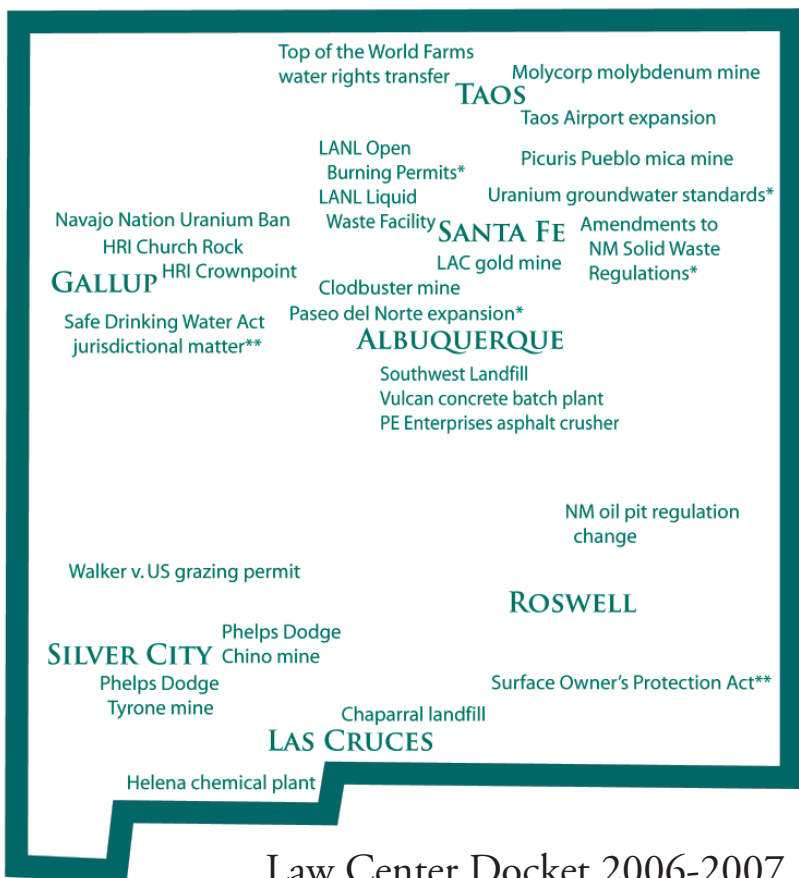 Top of the World Farms
water rights transfer
TAOS
Molycorp molybdenum mine
Taos Airport expansion
LANL Open
Burning Permits*
LANL Liquid
Waste Facility
Picuris Pueblo mica mine
Uranium groundwater standards*
SANTA FE
Amendments to
NM Solid Waste
Regulations*
LAC gold mine
Navajo Nation Uranium Ban
HRI Church Rock
GALLUP
HRI Crownpoint
Safe Drinking Water Act
jurisdictional matter**
Clodbuster mine
Paseo del Norte expansion*
ALBUQUERQUE
Southwest Landfill
Vulcan concrete batch plant
PE Enterprises asphalt crusher
NM oil pit regulation
change
Walker v. US grazing permit
ROSWELL
SILVER CITY
Phelps Dodge
Chino mine
Phelps Dodge
Tyrone mine
Surface Owner's Protection Act**
Chaparral landfill
LAS CRUCES
Helena chemical plant
Law Center Docket 2006-2007